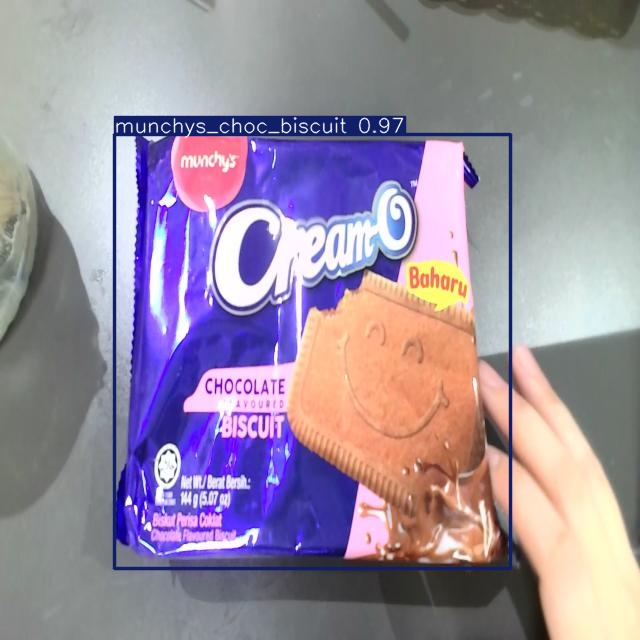 munchys_choc_biscuit 0.97
munchy's
Cream-O
TM
Baharu
CHOCOLATE
FLAVOURED
BISCUIT
Net Wt./ Berat Bersih.:
144 g (5.07 oz)
Biskut Perisa Coklat
Chocolate Flavoured Biscuit